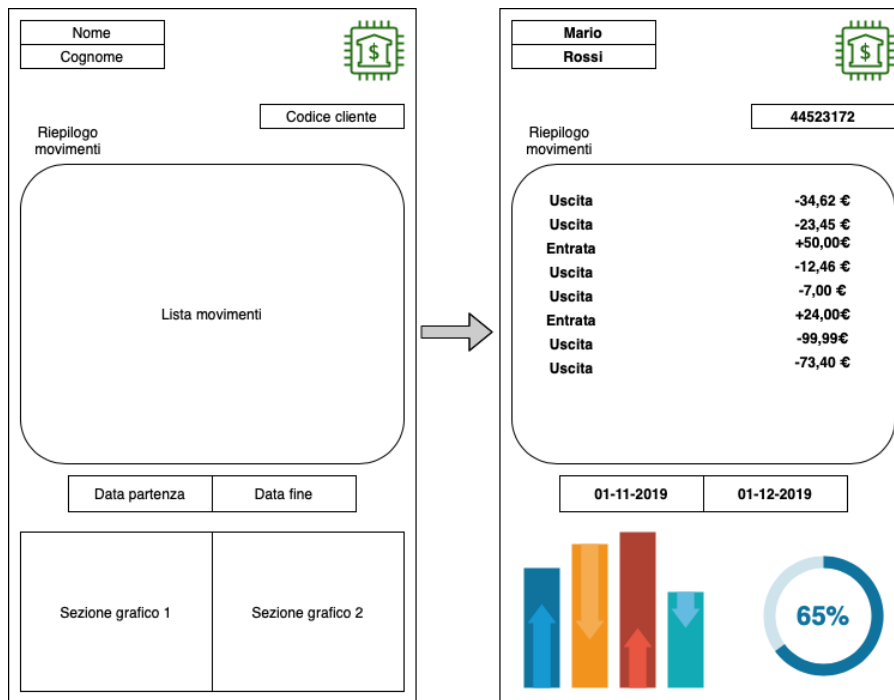 Nome
Cognome
$
Codice cliente
Riepilogo
movimenti
Lista movimenti
Data partenza
Data fine
Sezione grafico 1
Sezione grafico 2
Mario
Rossi
$
44523172
Riepilogo
movimenti
Uscita -34,62 €
Uscita -23,45 €
Entrata +50,00€
Uscita -12,46 €
Uscita -7,00 €
Entrata +24,00€
Uscita -99,99€
Uscita -73,40 €
01-11-2019
01-12-2019
65%